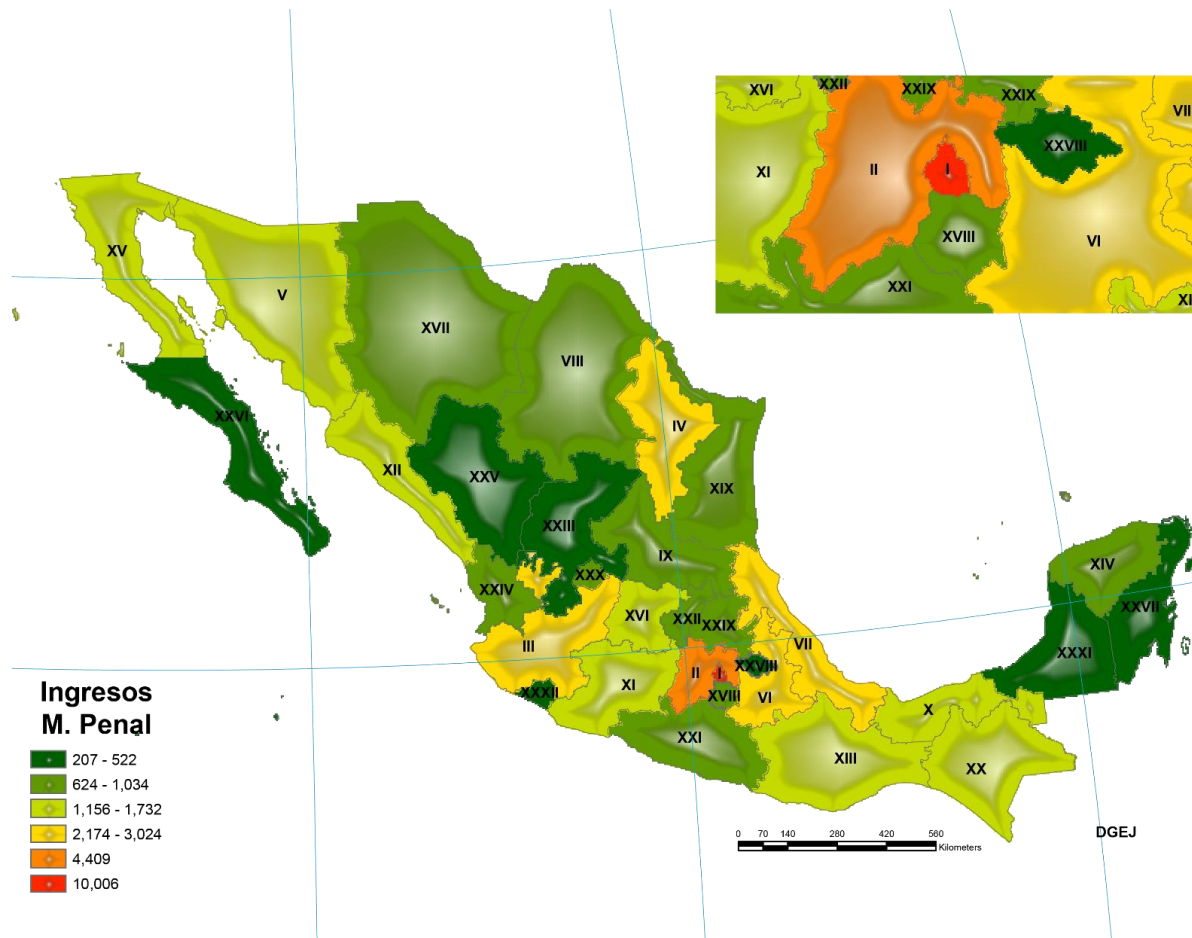 XVI
XXII
XXIX
XXIX
VII
XXVIII
XI
II
I
VI
XVIII
XXI
XI
XV
V
XVII
VIII
XXVI
IV
XII
XXV
XIX
XXIII
IX
XXX
XXIV
XIV
XVI
XXII
XXIX
XXVII
III
VII
XXXI
XXVIII
II
I
XI
XXXII
XVIII
VI
X
XXI
XIII
XX
Ingresos
M. Penal
207 - 522
624 - 1,034
1,156 - 1,732
2,174 - 3,024
4,409
10,006
0 70 140 280 420 560
Kilometers
DGEJ